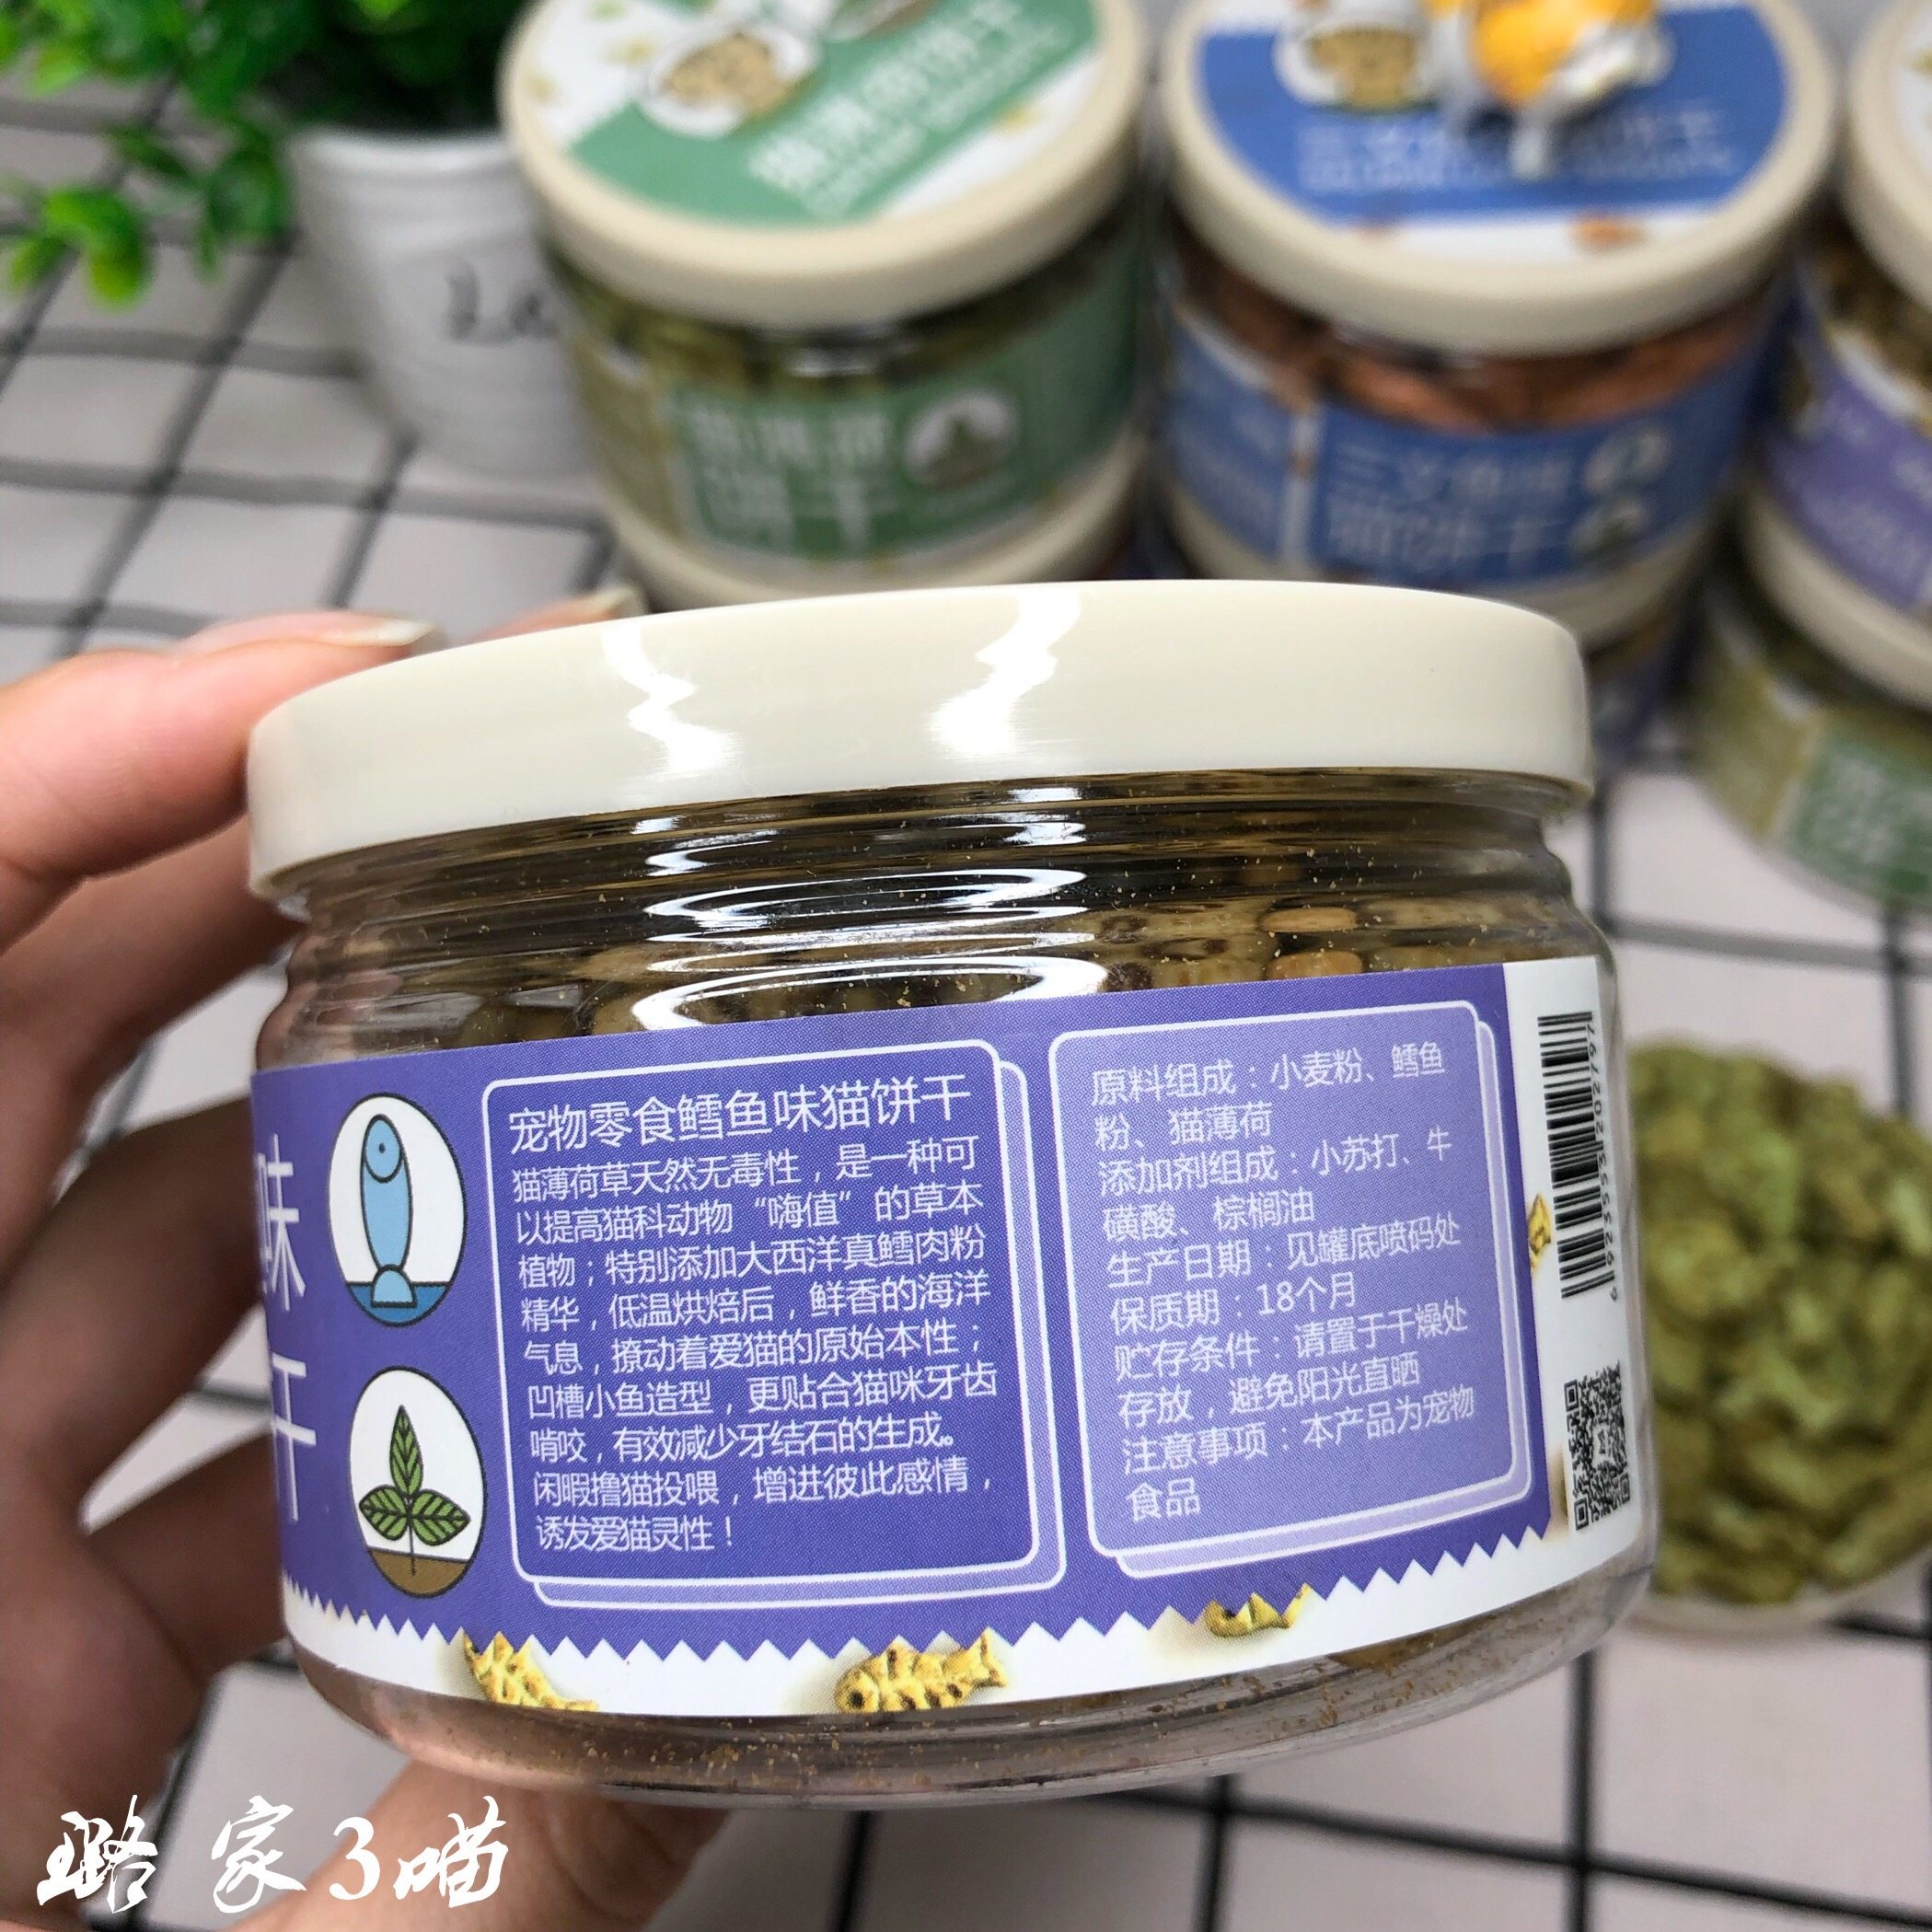 味
干
宠物零食鳕鱼味猫饼干
猫薄荷草天然无毒性，是一种可
以提高猫科动物“嗨值”的草本
植物；特别添加大西洋真鳕肉粉
精华，低温烘焙后，鲜香的海洋
气息，撩动着爱猫的原始本性；
凹槽小鱼造型，更贴合猫咪牙齿
啃咬，有效减少牙结石的生成。
闲暇撸猫投喂，增进彼此感情，
诱发爱猫灵性！
原料组成：小麦粉、鳕鱼
粉、猫薄荷
添加剂组成：小苏打、牛
磺酸、棕榈油
生产日期：见罐底喷码处
保质期：18个月
贮存条件：请置于干燥处
存放，避免阳光直晒
注意事项：本产品为宠物
食品
璐家3喵